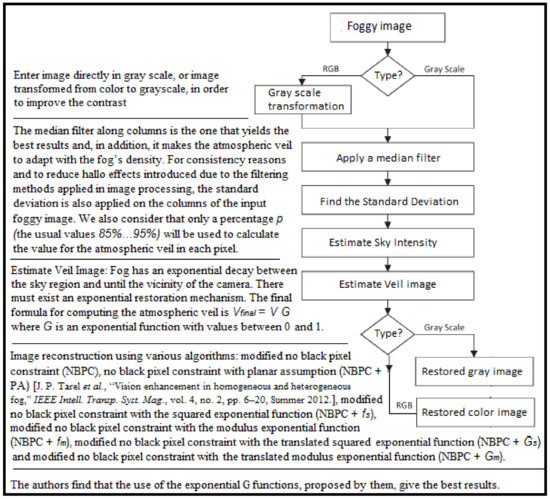 Foggy image
RGB
Type?
Gray Scale
Enter image directly in gray scale, or image
transformed from color to grayscale, in order
to improve the contrast
Gray scale
transformation
The median filter along columns is the one that yields the
best results and, in addition, it makes the atmospheric veil
to adapt with the fog's density. For consistency reasons
and to reduce hallo effects introduced due to the filtering
methods applied in image processing, the standard
deviation is also applied on the columns of the input
foggy image. We also consider that only a percentage p
(the usual values 85%...95%) will be used to calculate
the value for the atmospheric veil in each pixel.
Apply a median filter
Find the Standard Deviation
Estimate Sky Intensity
Estimate Veil Image: Fog has an exponential decay between
the sky region and until the vicinity of the camera. There
must exist an exponential restoration mechanism. The final
formula for computing the atmospheric veil is Vfinal = V G
where G is an exponential function with values between 0 and 1.
Estimate Veil image
Type?
Gray Scale
Restored gray image
RGB
Restored color image
Image reconstruction using various algorithms: modified no black pixel
constraint (NBPC), no black pixel constraint with planar assumption (NBPC +
PA) [J. P. Tarel et al., "Vision enhancement in homogeneous and heterogeneous
fog," IEEE Intell. Transp. Syst. Mag., vol. 4, no. 2, pp. 6–20, Summer 2012.], modified
no black pixel constraint with the squared exponential function (NBPC + fs),
modified no black pixel constraint with the modulus exponential function
(NBPC + fm), modified no black pixel constraint with the translated squared exponential function (NBPC + Gs)
and modified no black pixel constraint with the translated modulus exponential function (NBPC + Gm).
The authors find that the use of the exponential G functions, proposed by them, give the best results.